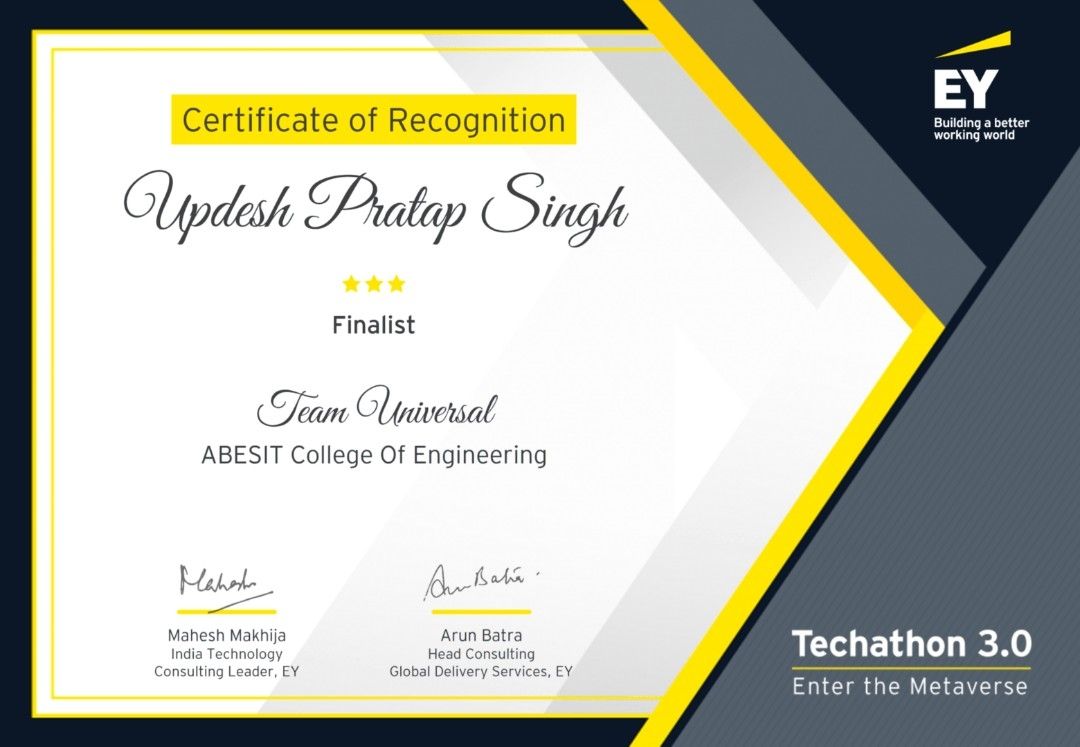 Certificate of Recognition
EY
Building a better
working world
Updesh Pratap Singh
Finalist
Team Universal
ABESIT College Of Engineering
Mahesh
Arun Batra
Mahesh Makhija
India Technology
Consulting Leader, EY
Arun Batra
Head Consulting
Global Delivery Services, EY
Techathon 3.0
Enter the Metaverse